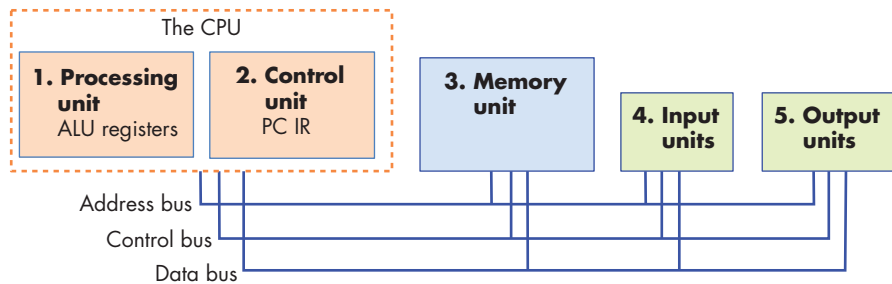 The CPU
1. Processing
unit
ALU registers
2. Control
unit
PC IR
3. Memory
unit
4. Input
units
5. Output
units
Address bus
Control bus
Data bus